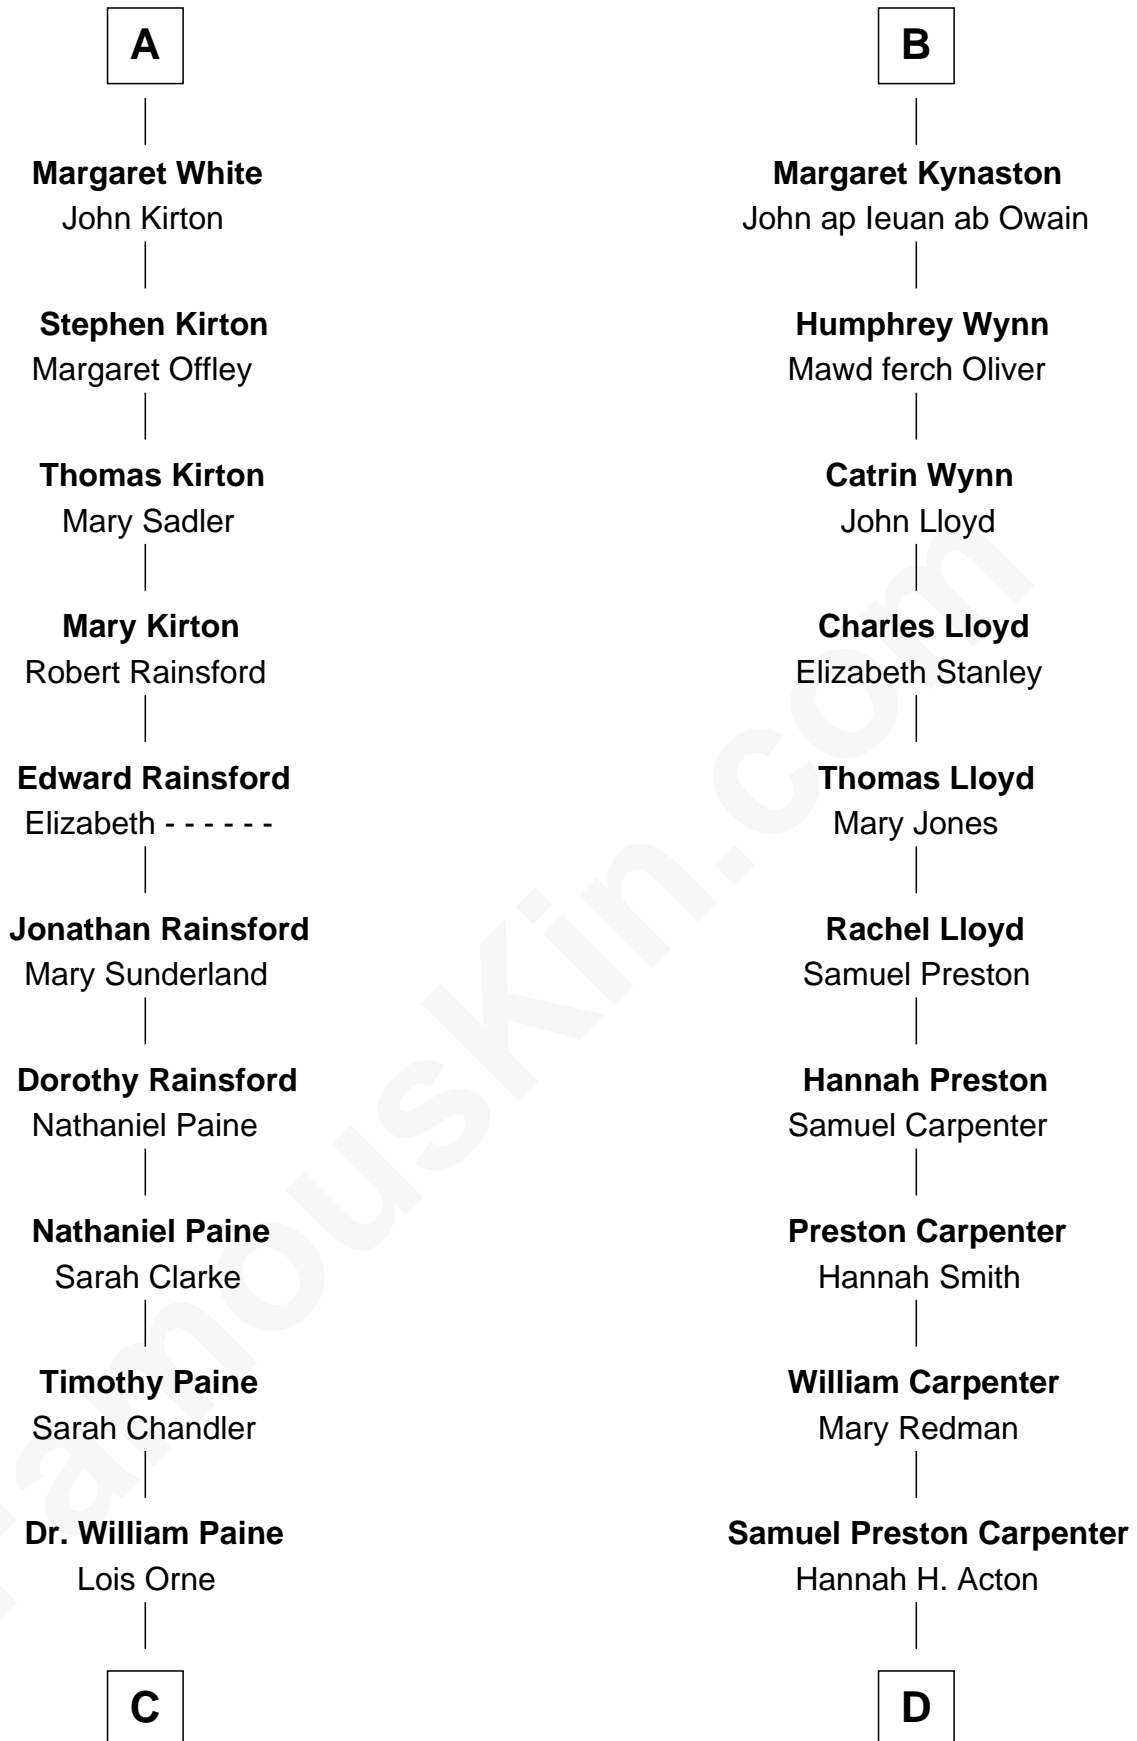 A
Margaret White
John Kirton
Stephen Kirton
Margaret Offley
Thomas Kirton
Mary Sadler
Mary Kirton
Robert Rainsford
Edward Rainsford
Elizabeth - - - - - -
Jonathan Rainsford
Mary Sunderland
Dorothy Rainsford
Nathaniel Paine
Nathaniel Paine
Sarah Clarke
Timothy Paine
Sarah Chandler
Dr. William Paine
Lois Orne
C
B
Margaret Kynaston
John ap Ieuan ab Owain
Humphrey Wynn
Mawd ferch Oliver
Catrin Wynn
John Lloyd
Charles Lloyd
Elizabeth Stanley
Thomas Lloyd
Mary Jones
Rachel Lloyd
Samuel Preston
Hannah Preston
Samuel Carpenter
Preston Carpenter
Hannah Smith
William Carpenter
Mary Redman
Samuel Preston Carpenter
Hannah H. Acton
D
FamousKin.com